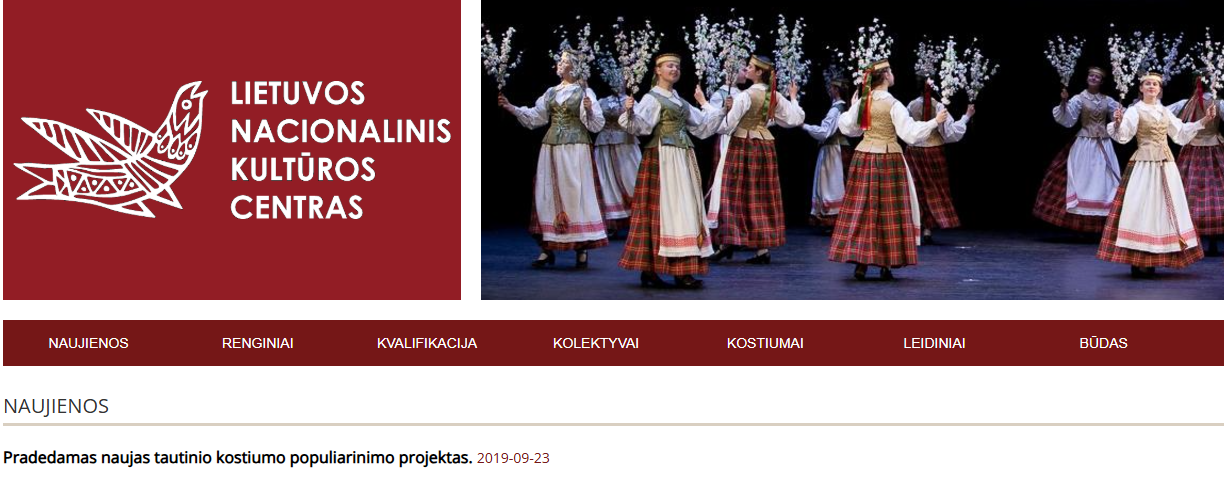 LIETUVOS
NACIONALINIS
KULTŪROS
CENTRAS
NAUJIENOS RENGINIAI KVALIFIKACIJA KOLEKTYVAI KOSTIUMAI LEIDINIAI BŪDAS
NAUJIENOS
Pradedamas naujas tautinio kostiumo populiarinimo projektas. 2019-09-23